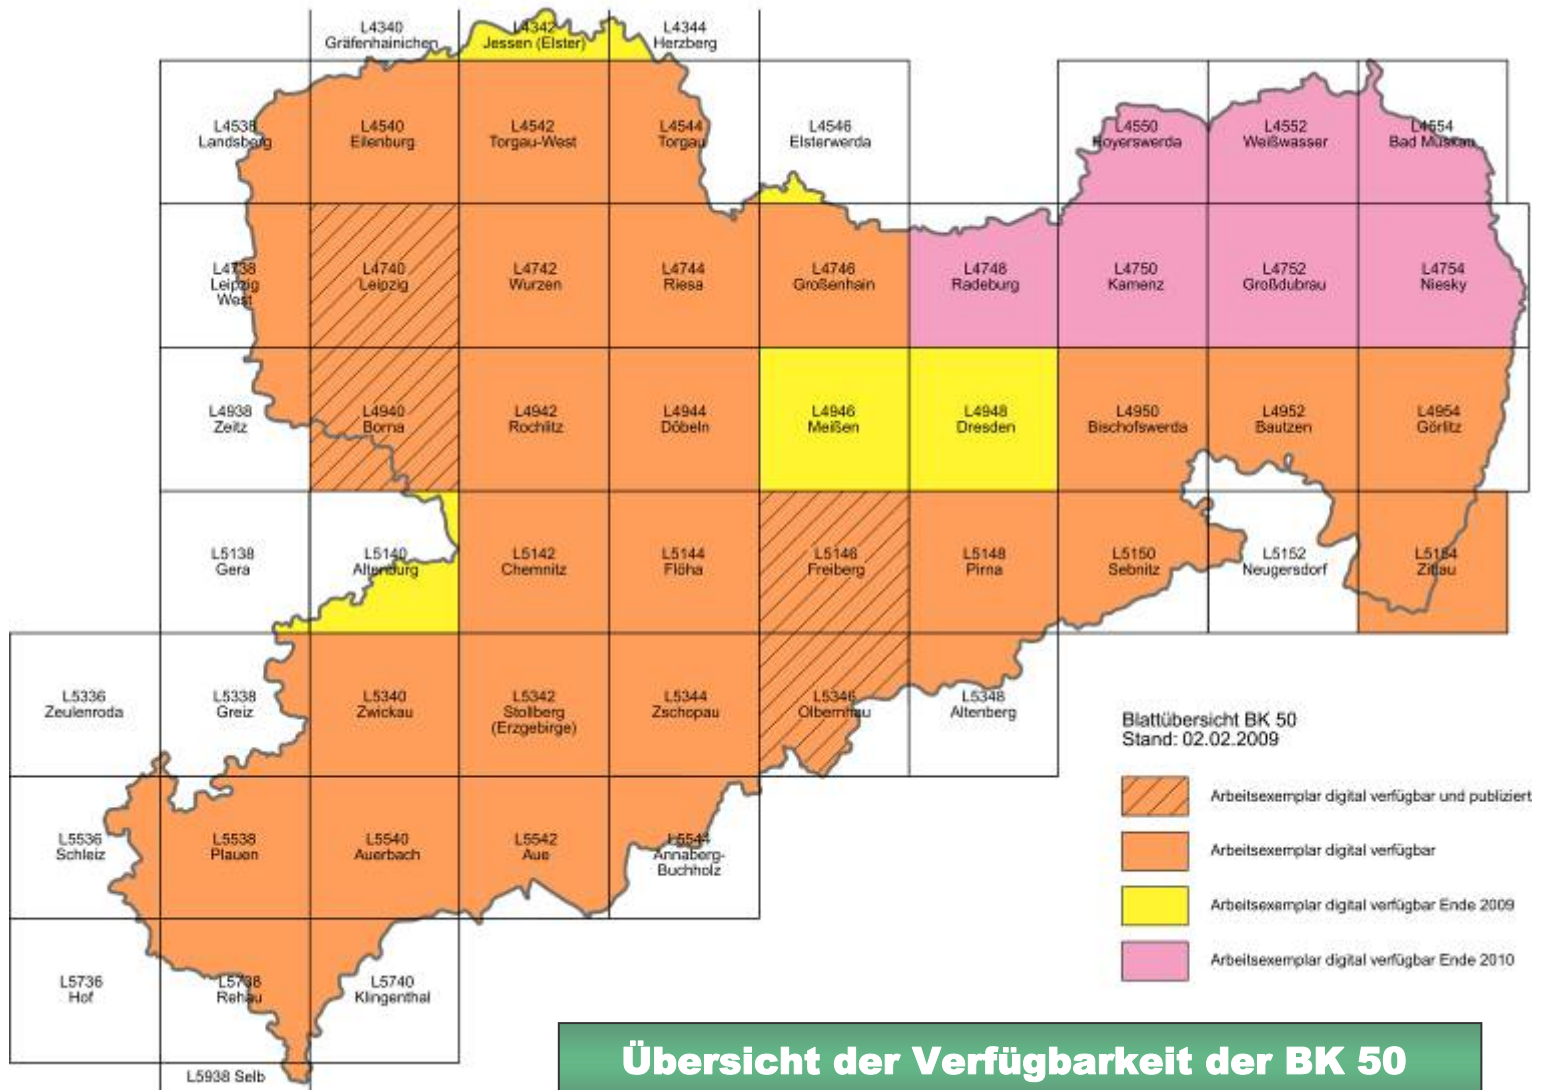 L4340
Gräfenhainichen
L4342
Jessen (Elster)
L4344
Herzberg
L4538
Landsberg
L4540
Eilenburg
L4542
Torgau-West
L4544
Torgau
L4546
Elsterwerda
L4550
Hoyerswerda
L4552
Weißwasser
L4554
Bad Muskau
L4738
Leipzig
West
L4740
Leipzig
L4742
Wurzen
L4744
Riesa
L4746
Großenhain
L4748
Radeburg
L4750
Kamenz
L4752
Großdubrau
L4754
Niesky
L4938
Zeitz
L4940
Borna
L4942
Rochlitz
L4944
Döbeln
L4946
Meißen
L4948
Dresden
L4950
Bischofswerda
L4952
Bautzen
L4954
Görlitz
L5138
Gera
L5140
Altenburg
L5142
Chemnitz
L5144
Flöha
L5146
Freiberg
L5148
Pirna
L5150
Sebnitz
L5152
Neugersdorf
L5154
Zittau
L5336
Zeulenroda
L5338
Greiz
L5340
Zwickau
L5342
Stollberg
(Erzgebirge)
L5344
Zschopau
L5346
Olbernhau
L5348
Altenberg
L5536
Schleiz
L5538
Plauen
L5540
Auerbach
L5542
Aue
L5544
Annaberg-
Buchholz
L5736
Hof
L5738
Rehau
L5740
Klingenthal
L5938 Selb
Blattübersicht BK 50
Stand: 02.02.2009
Arbeitsexemplar digital verfügbar und publiziert
Arbeitsexemplar digital verfügbar
Arbeitsexemplar digital verfügbar Ende 2009
Arbeitsexemplar digital verfügbar Ende 2010
Übersicht der Verfügbarkeit der BK 50